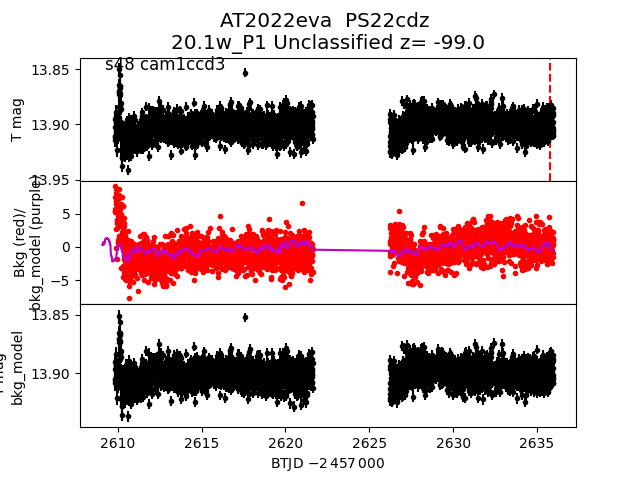 AT2022eva  PS22cdz
20.1w_P1 Unclassified z= -99.0
s48 cam1ccd3
13.85
13.90
13.95
T mag
5
0
−5
Bkg (red)/
bkg_model (purple)
13.85
13.90
bkg_model
2610
2615
2620
2625
2630
2635
BTJD −2 457 000